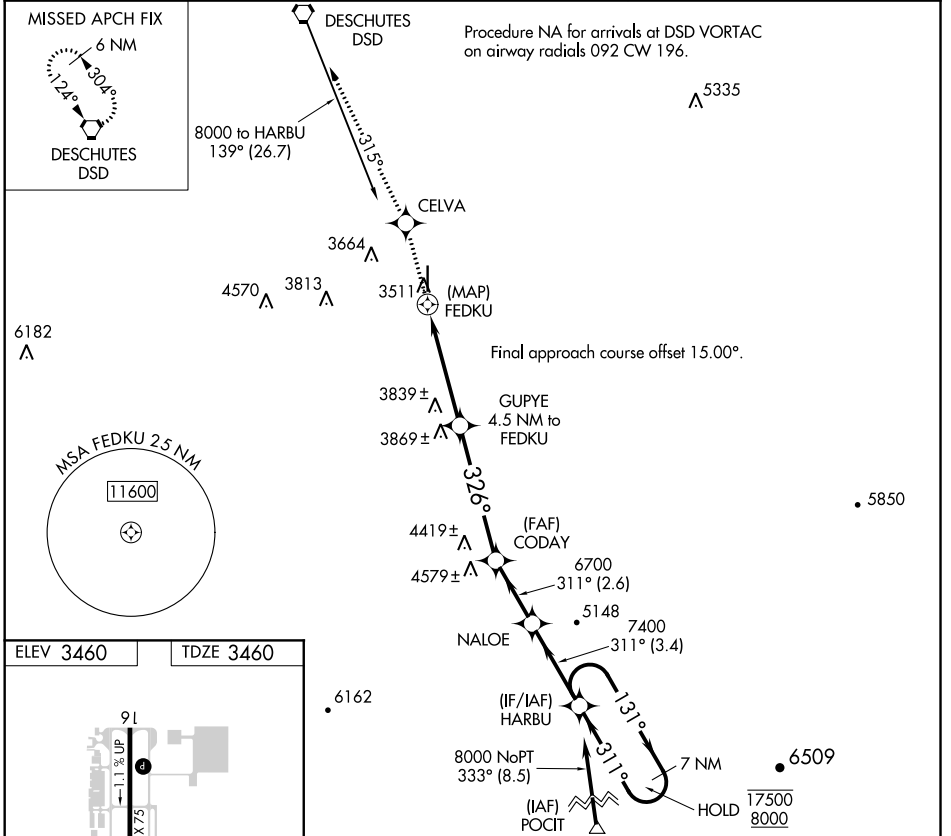 MISSED APCH FIX
6 NM
304°
124°
DESCHUTES
DSD
DESCHUTES
DSD
Procedure NA for arrivals at DSD VORTAC
on airway radials 092 CW 196.
5335
8000 to HARBU
139° (26.7)
315°
CELVA
3664
4570
3813
3511
(MAP)
FEDKU
6182
Final approach course offset 15.00°.
3839±
GUPYE
4.5 NM to
FEDKU
3869±
MSA FEDKU 25 NM
11600
326°
5850
4419±
(FAF)
CODAY
4579±
6700
311° (2.6)
5148
NALOE
7400
311° (3.4)
ELEV 3460
TDZE 3460
6162
(IF/IAF)
HARBU
131°
311°
7 NM
6509
8000 NoPT
333° (8.5)
HOLD
17500
8000
(IAF)
POCIT
16
1.1 % UP
P
X 75